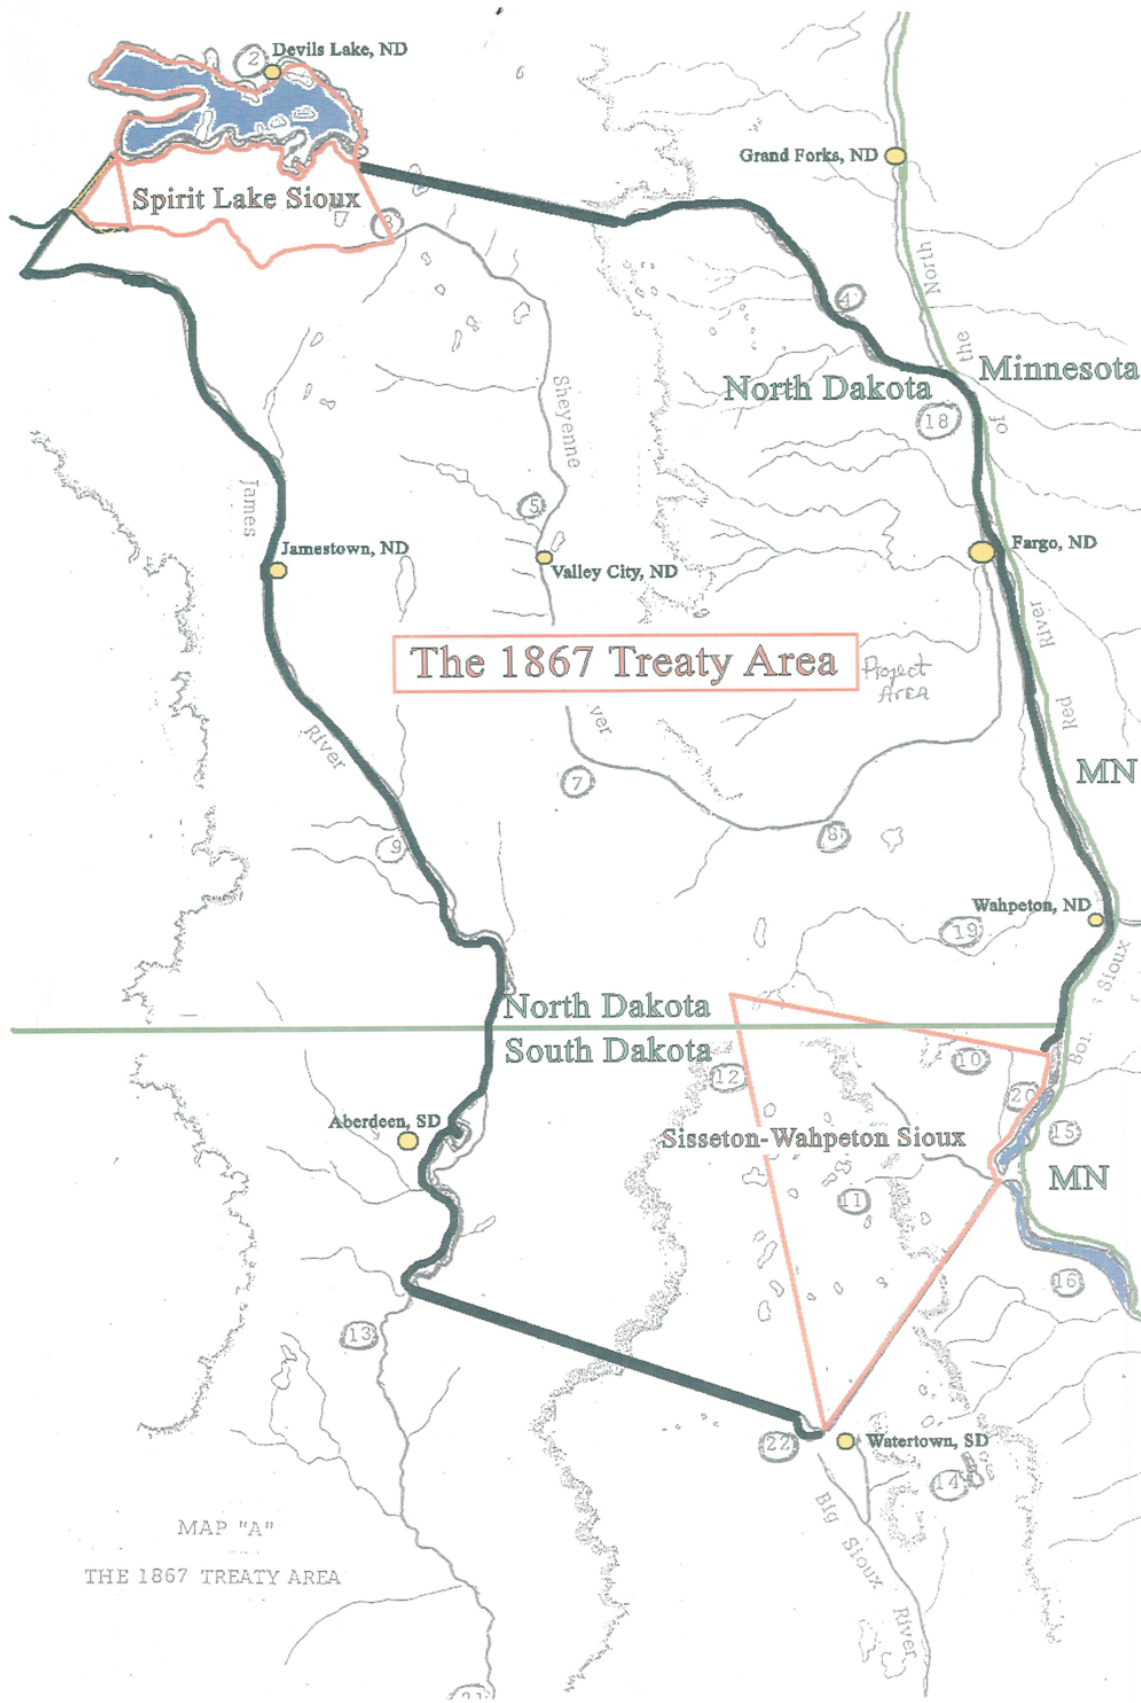 2
Devils Lake, ND
Grand Forks, ND
Spirit Lake Sioux
3
North
4
the
Minnesota
North Dakota
18
of
Sheyenne
James
5
Jamestown, ND
Fargo, ND
Valley City, ND
River
The 1867 Treaty Area
Project
Area
Red
ver
River
7
MN
8
9
Wahpeton, ND
19
Sioux
s
Boi
North Dakota
South Dakota
10
12
20
Aberdeen, SD
Sisseton-Wahpeton Sioux
15
MN
11
16
13
22
Watertown, SD
14
Big Sioux River
MAP "A"
THE 1867 TREATY AREA
21